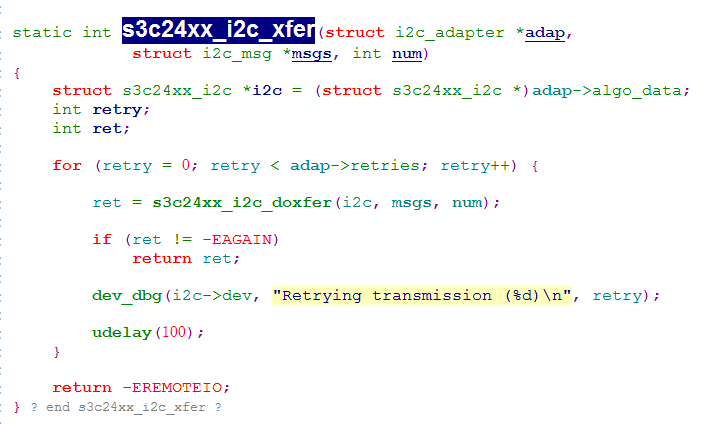 static int s3c24xx_i2c_xfer(struct i2c_adapter *adap,
            struct i2c_msg *msgs, int num)
{
    struct s3c24xx_i2c *i2c = (struct s3c24xx_i2c *)adap->algo_data;
    int retry;
    int ret;

    for (retry = 0; retry < adap->retries; retry++) {

        ret = s3c24xx_i2c_doxfer(i2c, msgs, num);

        if (ret != -EAGAIN)
            return ret;

        dev_dbg(i2c->dev, "Retrying transmission (%d)\n", retry);

        udelay(100);
    }

    return -EREMOTEIO;
} ? end s3c24xx_i2c_xfer ?